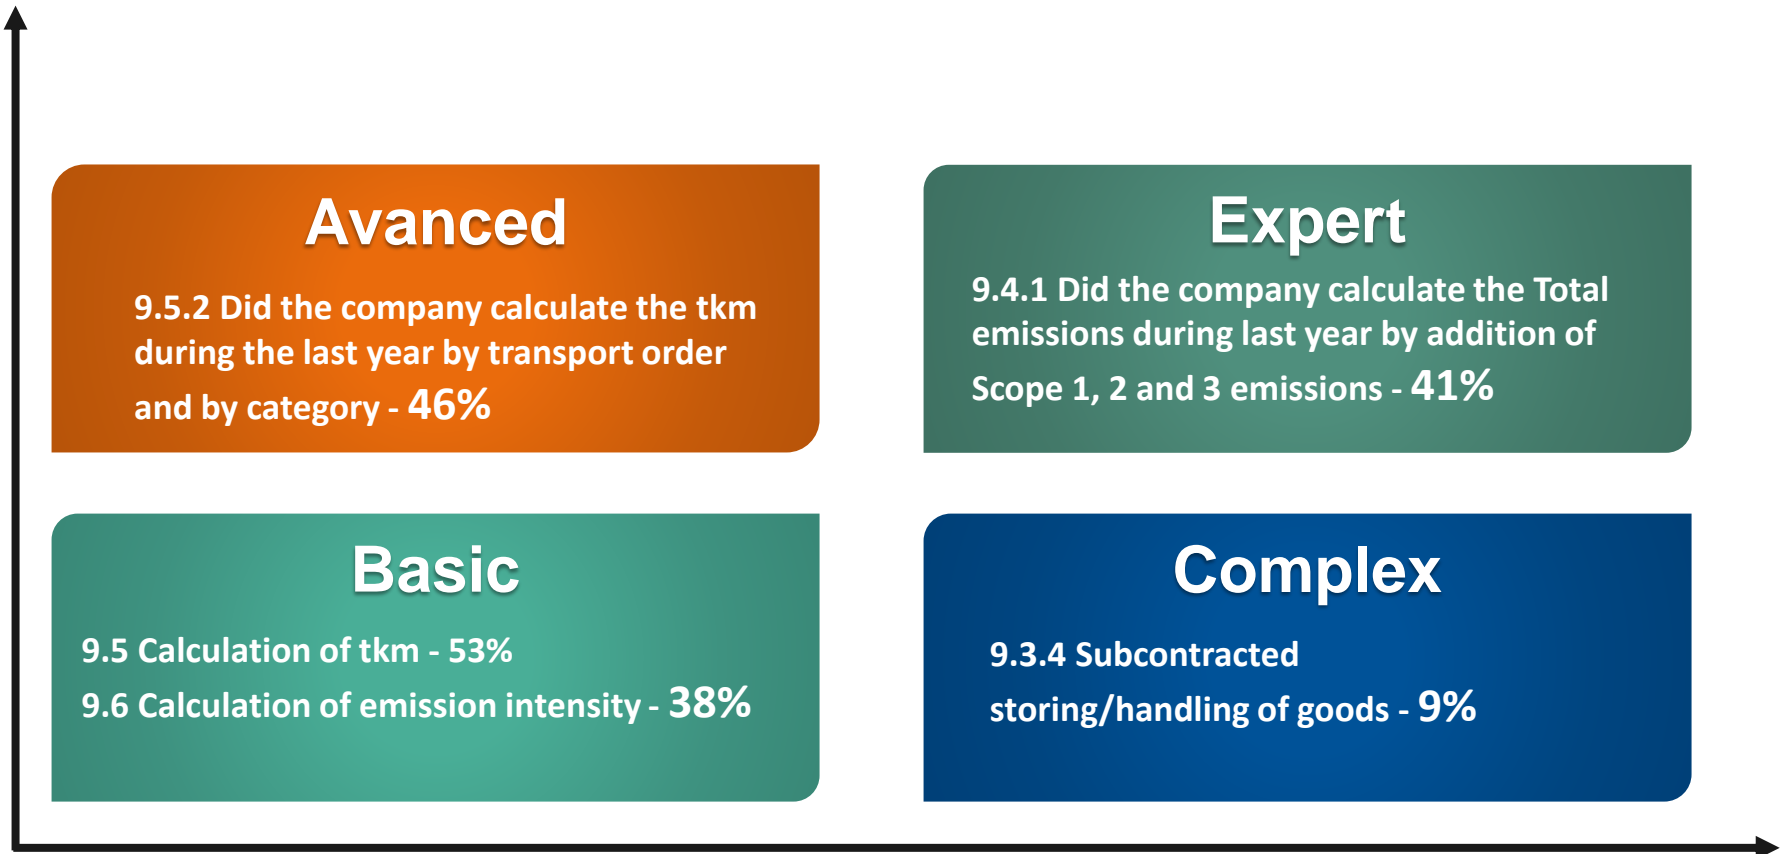 Avanced
9.5.2 Did the company calculate the tkm
during the last year by transport order
and by category - 46%
Expert
9.4.1 Did the company calculate the Total
emissions during last year by addition of
Scope 1, 2 and 3 emissions - 41%
Basic
9.5 Calculation of tkm - 53%
9.6 Calculation of emission intensity - 38%
Complex
9.3.4 Subcontracted
storing/handling of goods - 9%